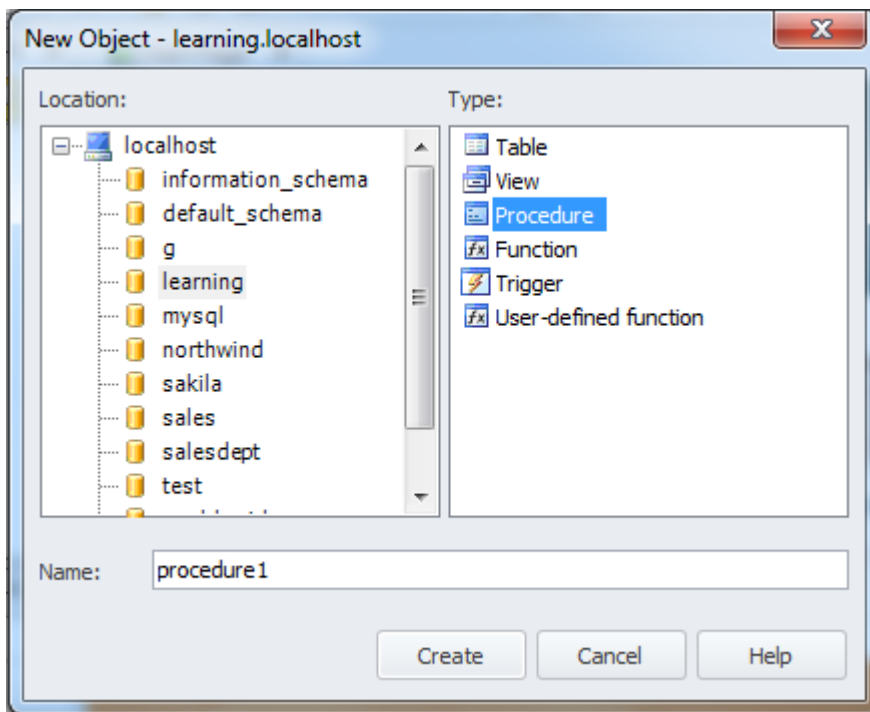 New Object - learning.localhost
Location:
Type:
localhost
information_schema
default_schema
g
learning
mysql
northwind
sakila
sales
salesdept
test
Table
View
Procedure
Function
Trigger
User-defined function
Name:
procedure1
Create
Cancel
Help